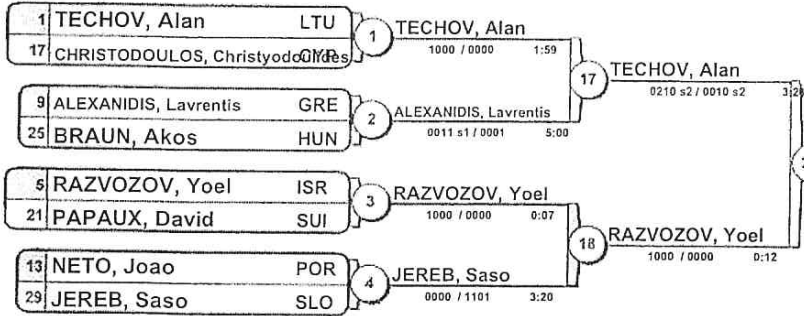 1 TECHOV, Alan LTU
17 CHRISTODOULOS, Christyodoulides CYP
9 ALEXANIDIS, Lavrentis GRE
25 BRAUN, Akos HUN
5 RAZVOZOV, Yoel ISR
21 PAPAUX, David SUI
13 NETO, Joao POR
29 JEREB, Saso SLO
1 TECHOV, Alan
1000 / 0000 1:59
2 ALEXANIDIS, Lavrentis
0011 s1 / 0001 5:00
3 RAZVOZOV, Yoel
1000 / 0000 0:07
4 JEREB, Saso
0000 / 1101 3:20
17 TECHOV, Alan
0210 s2 / 0010 s2
18 RAZVOZOV, Yoel
1000 / 0000 0:12